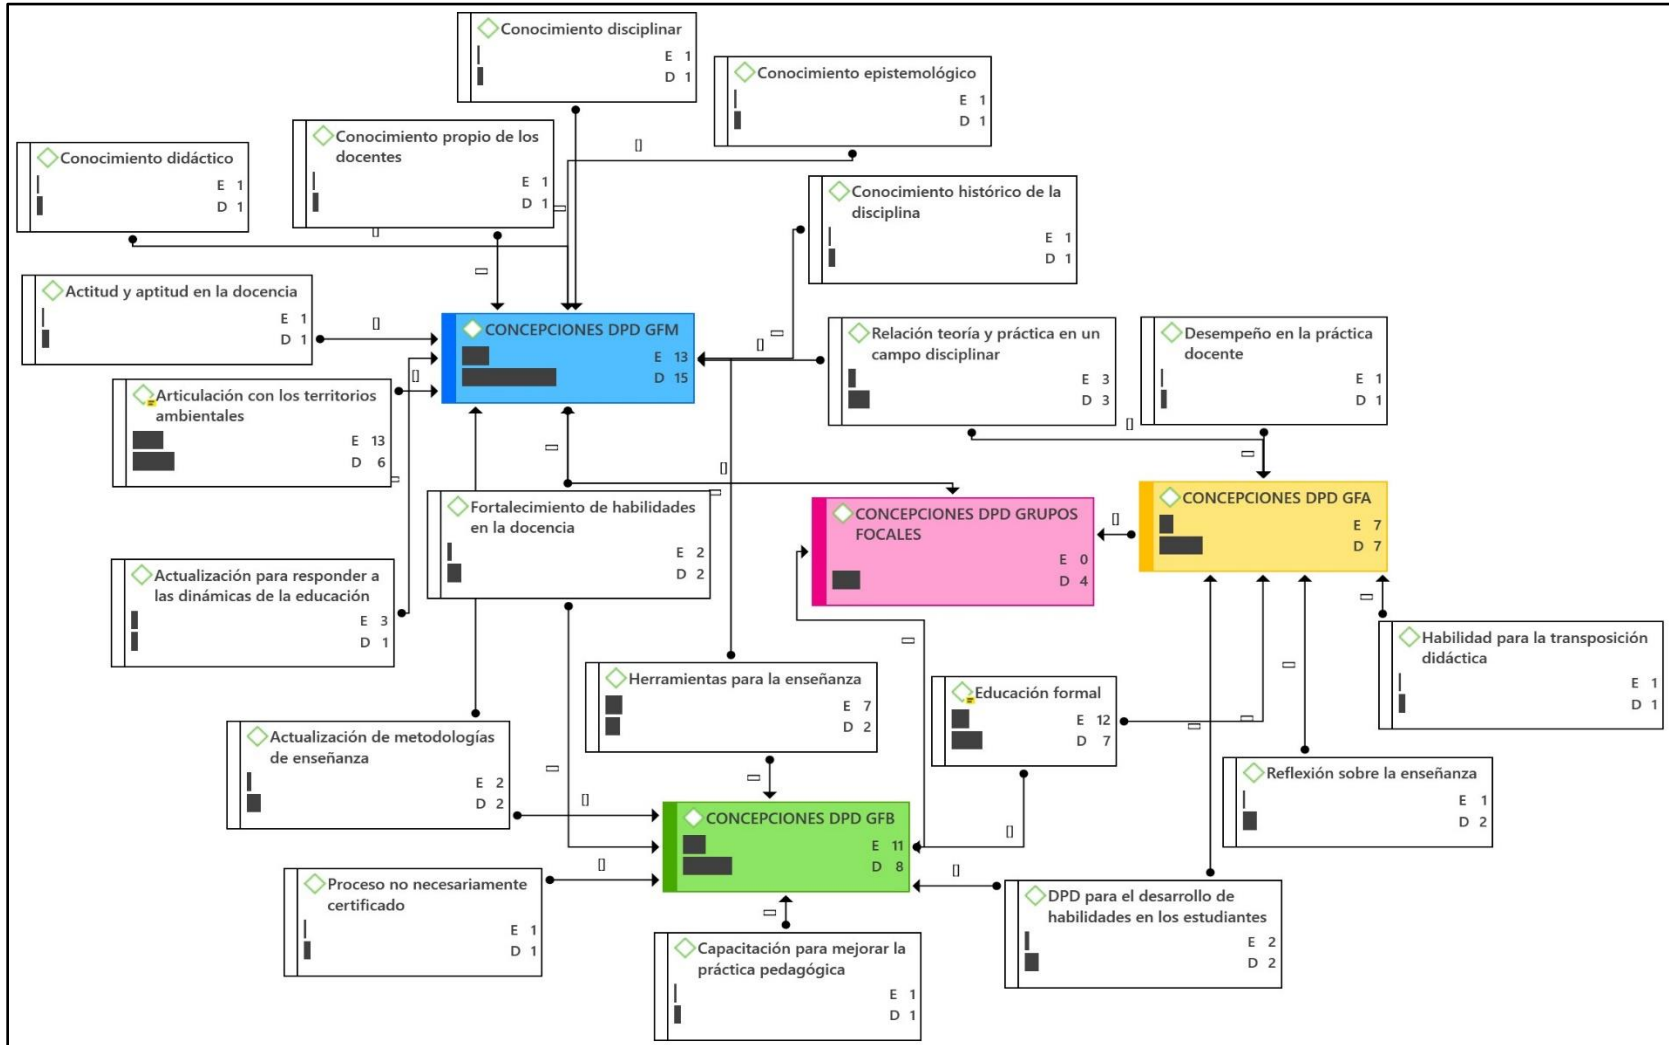 Conocimiento disciplinar
E 1
D 1
Conocimiento epistemológico
E 1
D 1
Conocimiento propio de los
docentes
E 1
D 1
Conocimiento didáctico
E 1
D 1
Conocimiento histórico de la
disciplina
E 1
D 1
Actitud y aptitud en la docencia
E 1
D 1
CONCEPCIONES DPD GFM
E 13
D 15
Relación teoría y práctica en un
campo disciplinar
E 3
D 3
Desempeño en la práctica
docente
E 1
D 1
Articulación con los territorios
ambientales
E 13
D 6
Fortalecimiento de habilidades
en la docencia
E 2
D 2
CONCEPCIONES DPD GRUPOS
FOCALES
E 0
D 4
CONCEPCIONES DPD GFA
E 7
D 7
Actualización para responder a
las dinámicas de la educación
E 3
D 1
Habilidad para la transposición
didáctica
E 1
D 1
Herramientas para la enseñanza
E 7
D 2
Educación formal
E 12
D 7
Actualización de metodologías
de enseñanza
E 2
D 2
Reflexión sobre la enseñanza
E 1
D 2
CONCEPCIONES DPD GFB
E 11
D 8
Proceso no necesariamente
certificado
E 1
D 1
DPD para el desarrollo de
habilidades en los estudiantes
E 2
D 2
Capacitación para mejorar la
práctica pedagógica
E 1
D 1